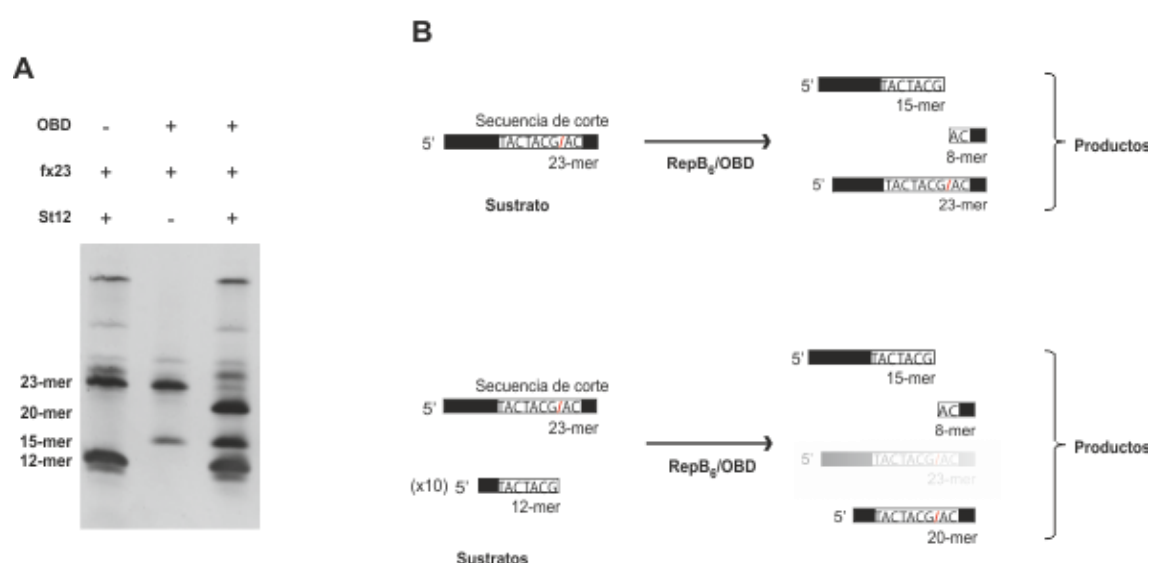 A
OBD - + +
fx23 + + +
St12 + - +
23-mer
20-mer
15-mer
12-mer
B
Secuencia de corte
5' TACTACG/AC
23-mer
Sustrato
RepB6/OBD
5' TACTACG
15-mer
AC
8-mer
5' TACTACG/AC
23-mer
Productos
Secuencia de corte
5' TACTACG/AC
23-mer
(x10) 5' TACTACG
12-mer
Sustratos
RepB6/OBD
5' TACTACG
15-mer
AC
8-mer
5' TACTACG/AC
23-mer
5' TACTACG/AC
20-mer
Productos